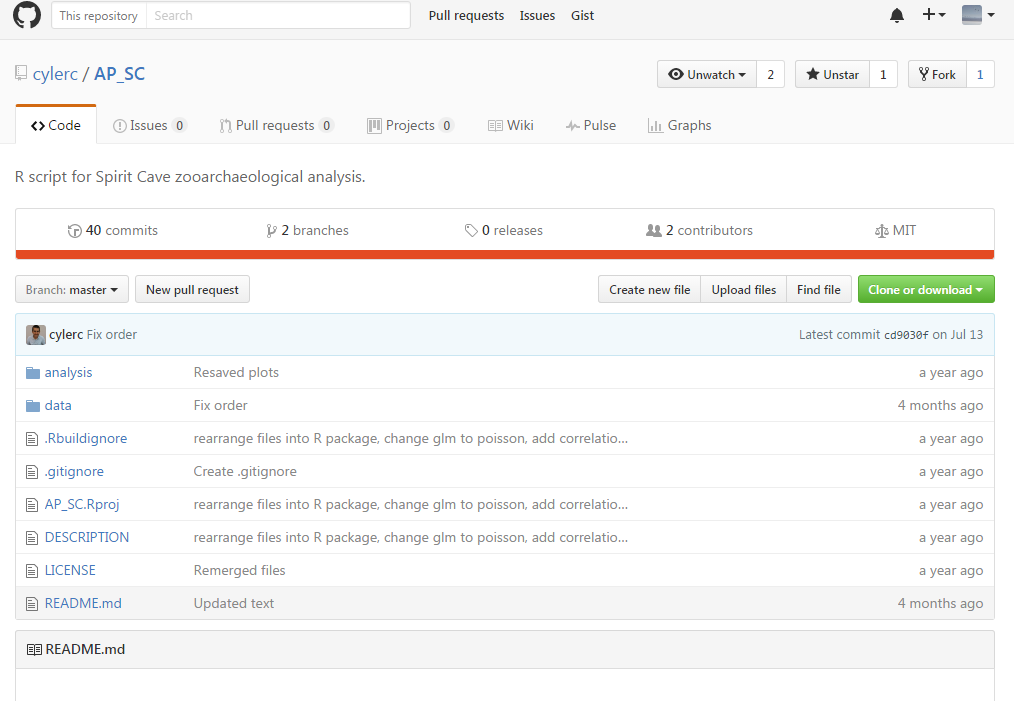 This repository Search Pull requests Issues Gist
cylerc / AP_SC Unwatch 2 Unstar 1 Fork 1
Code Issues 0 Pull requests 0 Projects 0 Wiki Pulse Graphs
R script for Spirit Cave zooarchaeological analysis.
40 commits 2 branches 0 releases 2 contributors MIT
Branch: master New pull request Create new file Upload files Find file Clone or download
cylerc Fix order Latest commit cd9030f on Jul 13
analysis Resaved plots a year ago
data Fix order 4 months ago
.Rbuildignore rearrange files into R package, change glm to poisson, add correlatio... a year ago
.gitignore Create .gitignore a year ago
AP_SC.Rproj rearrange files into R package, change glm to poisson, add correlatio... a year ago
DESCRIPTION rearrange files into R package, change glm to poisson, add correlatio... a year ago
LICENSE Remerged files a year ago
README.md Updated text 4 months ago
README.md